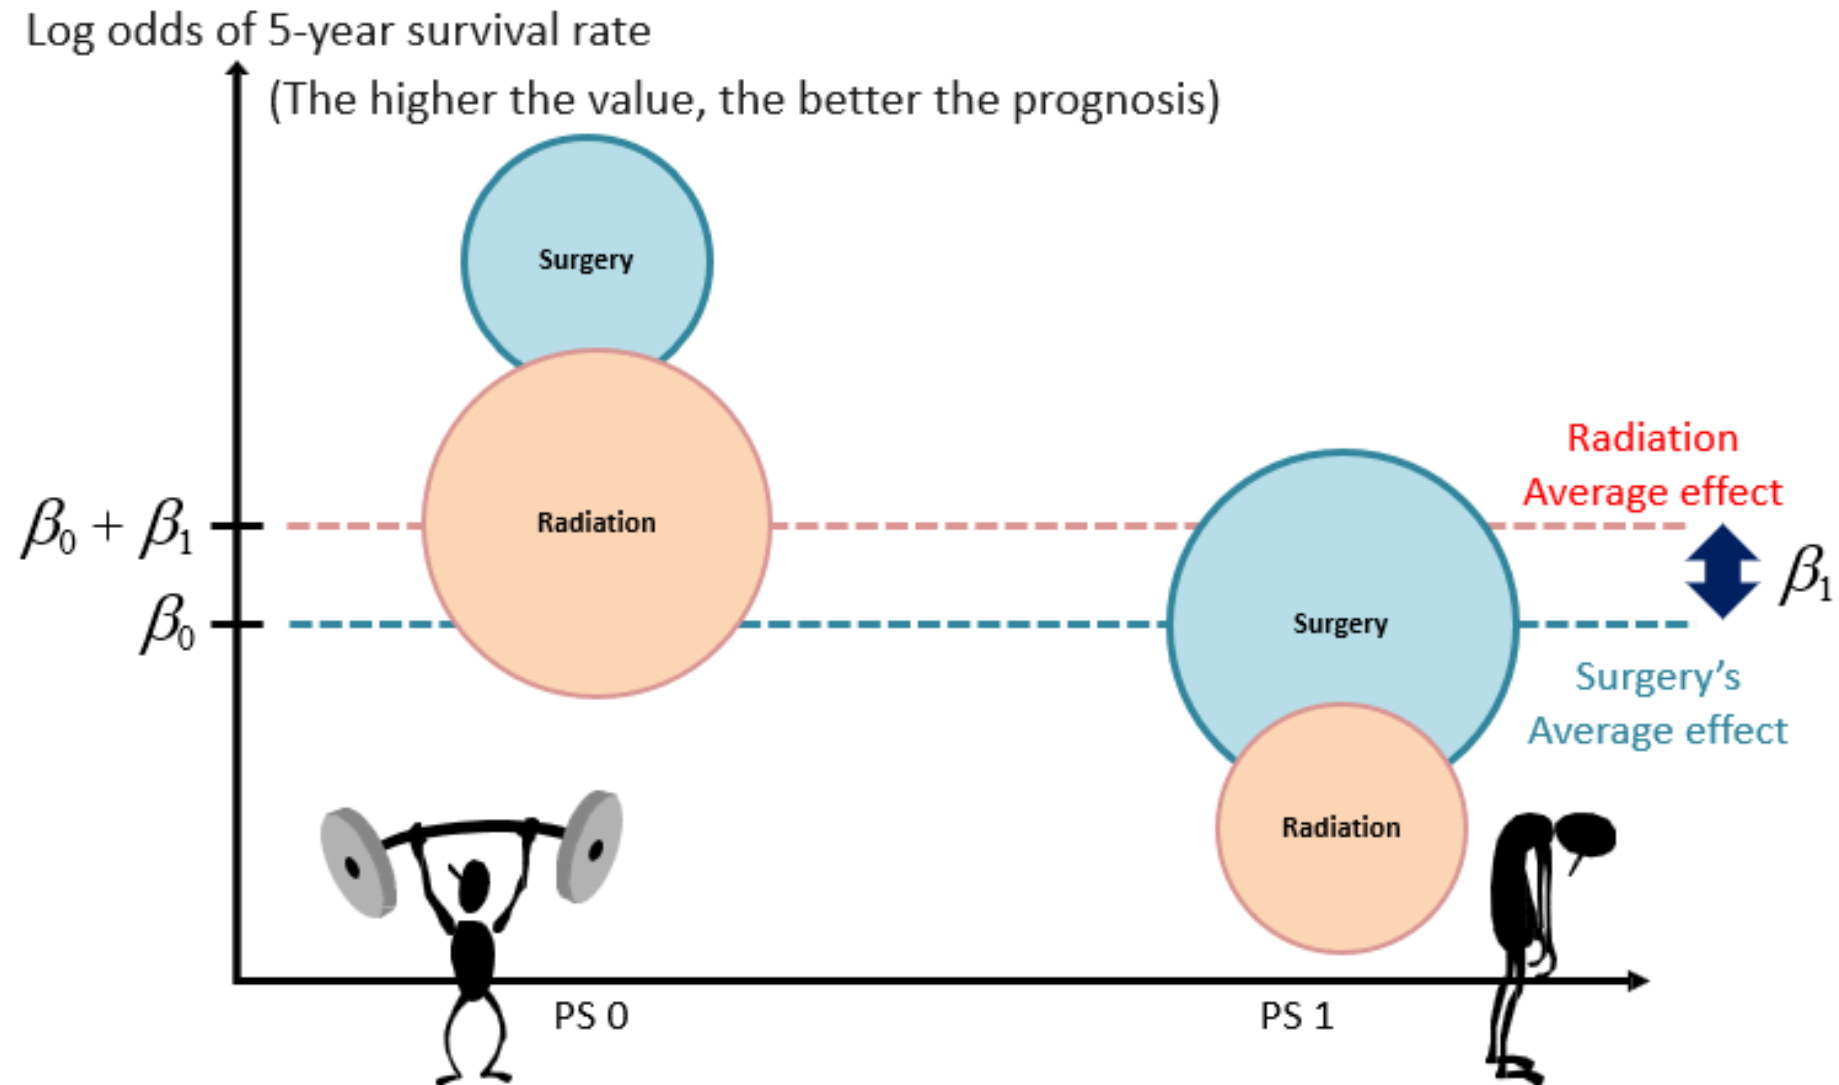 Log odds of 5-year survival rate
(The higher the value, the better the prognosis)
Surgery
Radiation
Radiation
Average effect
β₀ + β₁
β₁
β₀
Surgery
Surgery’s
Average effect
Radiation
PS 0
PS 1